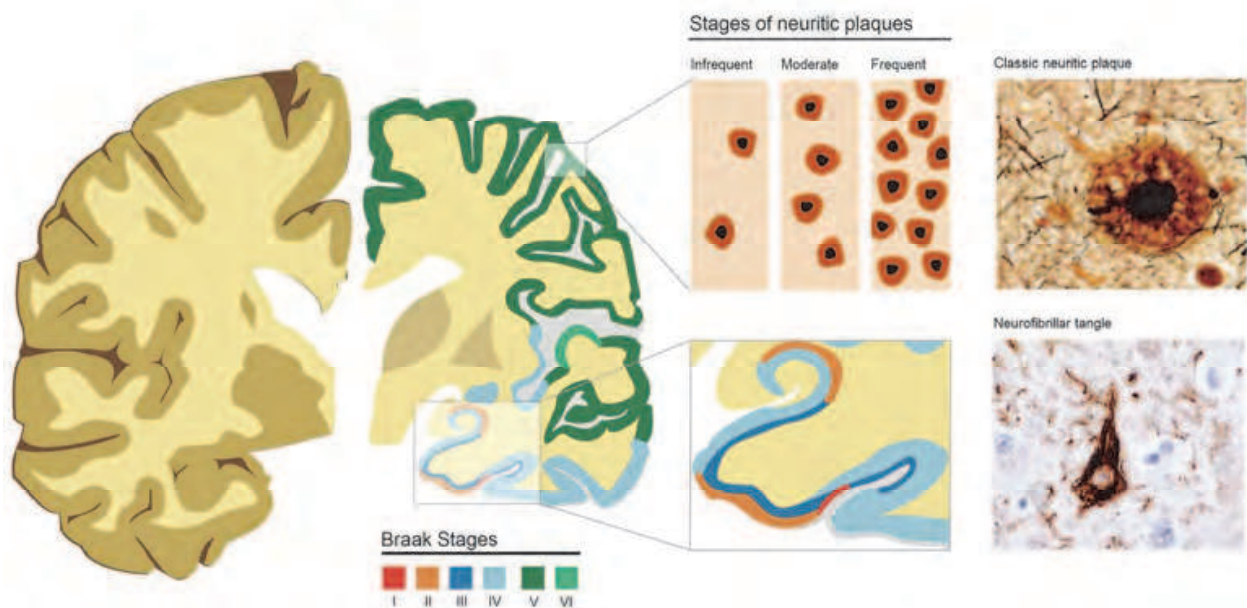 Stages of neuritic plaques
Infrequent Moderate Frequent
Classic neuritic plaque
Neurofibrillar tangle
Braak Stages
I II III IV V VI